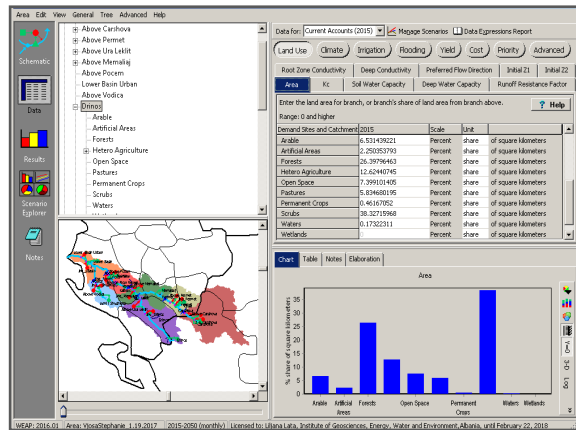 Area Edit View General Tree Advanced Help
Schematic
Data
Results
Scenario
Explorer
Notes
Above Carshova
Above Permet
Above Ura Leklit
Above Memaliaj
Above Pocem
Lower Basin Urban
Above Vodica
Drinos
Arable
Artificial Areas
Forests
Hetero Agriculture
Open Space
Pastures
Permanent Crops
Scrubs
Waters
Data for: Current Accounts (2015) Manage Scenarios Data Expressions Report
Land Use Climate Irrigation Flooding Yield Cost Priority Advanced
Root Zone Conductivity Deep Conductivity Preferred Flow Direction Initial Z1 Initial Z2
Area Kc Soil Water Capacity Deep Water Capacity Runoff Resistance Factor
Enter the land area for branch, or branch's share of land area from branch above.
? Help
Range: 0 and higher
Demand Sites and Catchment 2015 Scale Unit
Arable 6.531439221 Percent share of square kilometers
Artificial Areas 2.250353793 Percent share of square kilometers
Forests 26.39796463 Percent share of square kilometers
Hetero Agriculture 12.62440745 Percent share of square kilometers
Open Space 7.399101405 Percent share of square kilometers
Pastures 5.834680195 Percent share of square kilometers
Permanent Crops 0.46167052 Percent share of square kilometers
Scrubs 38.32715968 Percent share of square kilometers
Waters 0.17322311 Percent share of square kilometers
Wetlands Percent share of square kilometers
Chart Table Notes Elaboration
Area
% share of square kilometers
35
30
25
20
15
10
5
0
Arable Artificial Areas Forests Open Space Permanent Crops Waters Wetlands
Y=0
3-D
Log
WEAP: 2016.01 Area: VjosaStephanie_1.19.2017 2015-2050 (monthly) Licensed to: Liljana Lata, Institute of Geosciences, Energy, Water and Environment,Albania, until February 22, 2018